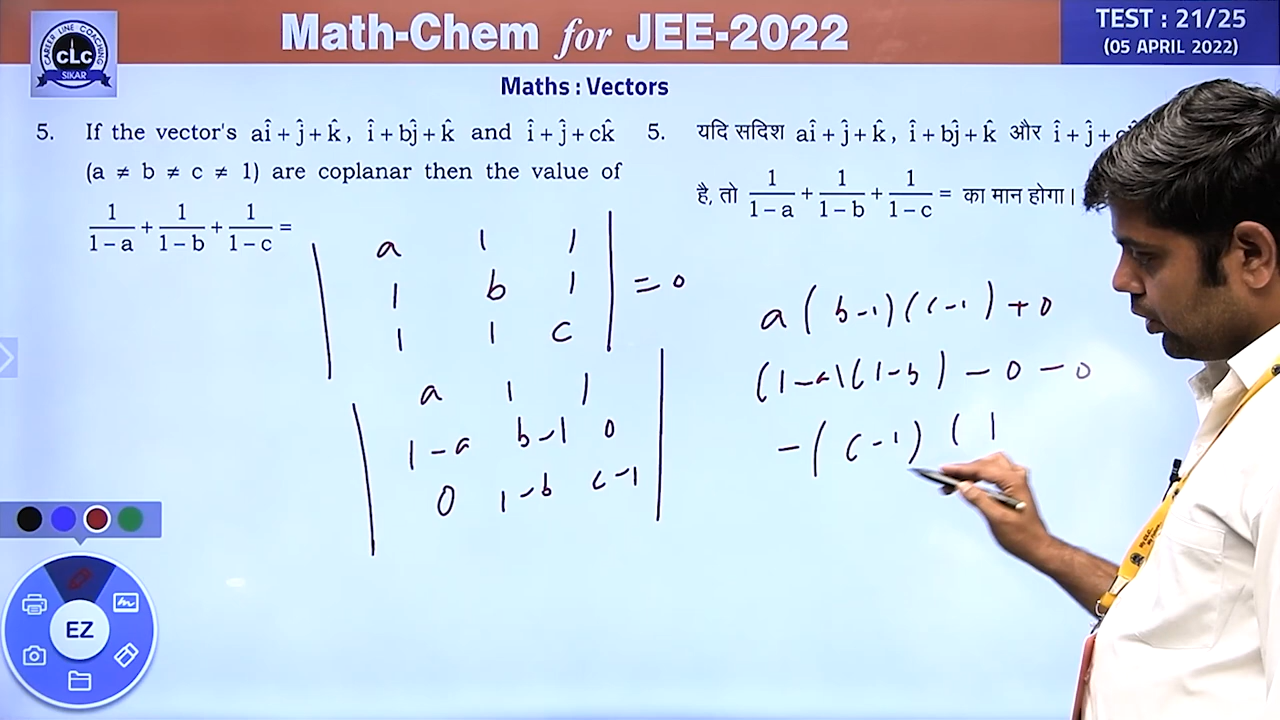 CAREER LINE COACHING
CLC
SIKAR
Math-Chem for JEE-2022
TEST : 21/25
(05 APRIL 2022)
Maths : Vectors
5. If the vector's aî + ĵ + k̂, î + bĵ + k̂ and î + ĵ + ck̂
(a ≠ b ≠ c ≠ 1) are coplanar then the value of
1/(1−a) + 1/(1−b) + 1/(1−c) =
5. यदि सदिश aî + ĵ + k̂, î + bĵ + k̂ और î + ĵ +
है, तो 1/(1−a) + 1/(1−b) + 1/(1−c) = का मान होगा।
| a 1 1 |
| 1 b 1 | = 0
| 1 1 c |
| a 1 1 |
| 1-a b-1 0 |
| 0 1-b c-1 |
a(b-1)(c-1) + 0
(1-a)(1-b) - 0 - 0
-(c-1)(1
EZ